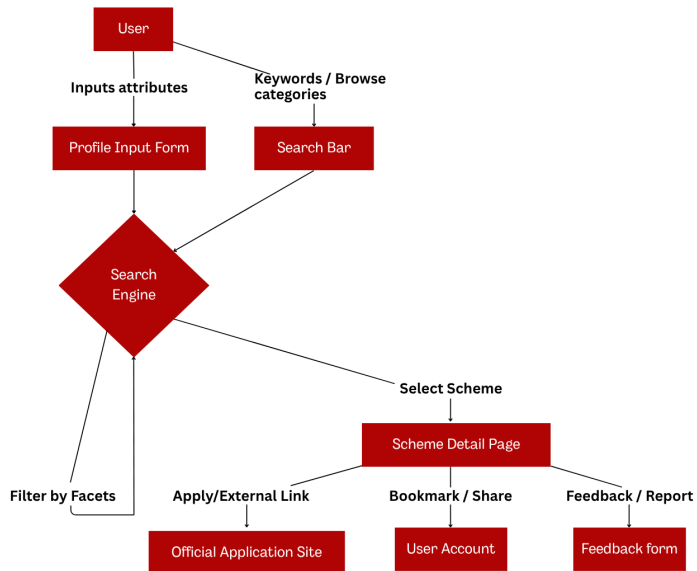 User
Inputs attributes
Keywords / Browse
categories
Profile Input Form
Search Bar
Search
Engine
Select Scheme
Scheme Detail Page
Filter by Facets
Apply/External Link
Bookmark / Share
Feedback / Report
Official Application Site
User Account
Feedback form